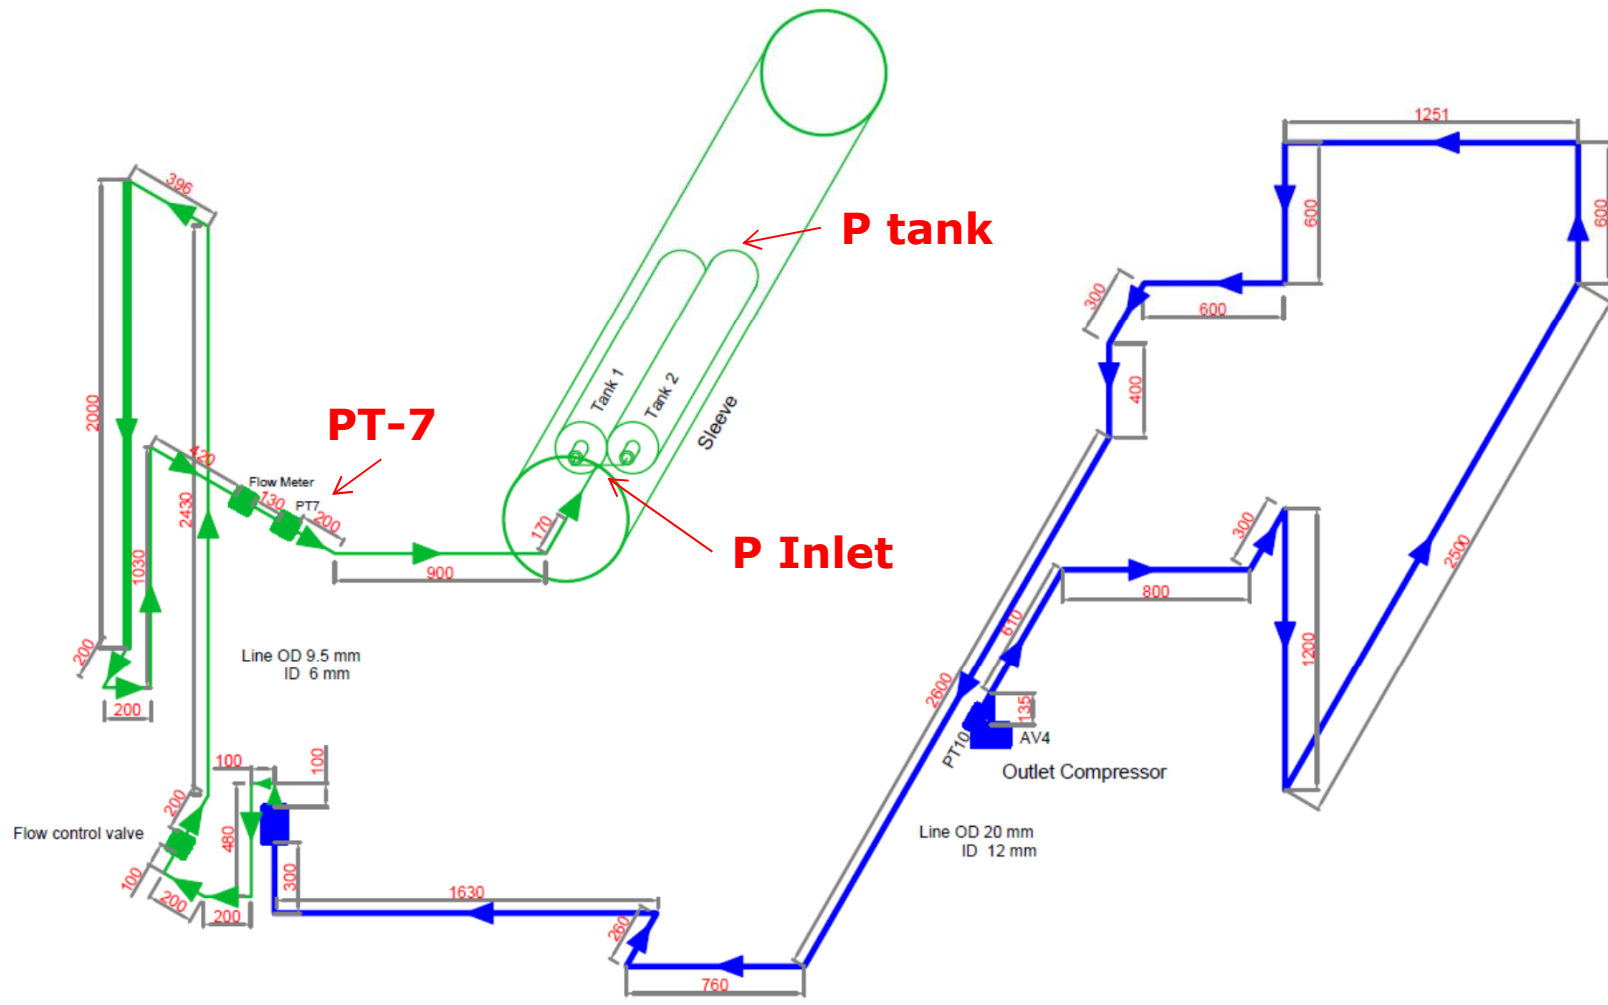 1251
396
600
600
P tank
300
600
400
2000
Tank 1
Tank 2
Sleeve
PT-7
420
Flow Meter
130
PT7
200
2430
170
300
2500
P Inlet
1030
900
800
610
1200
200
Line OD 9.5 mm
ID 6 mm
2600
200
135
PT10
AV4
100
100
Outlet Compressor
200
Flow control valve
480
Line OD 20 mm
ID 12 mm
300
100
200
200
1630
260
760